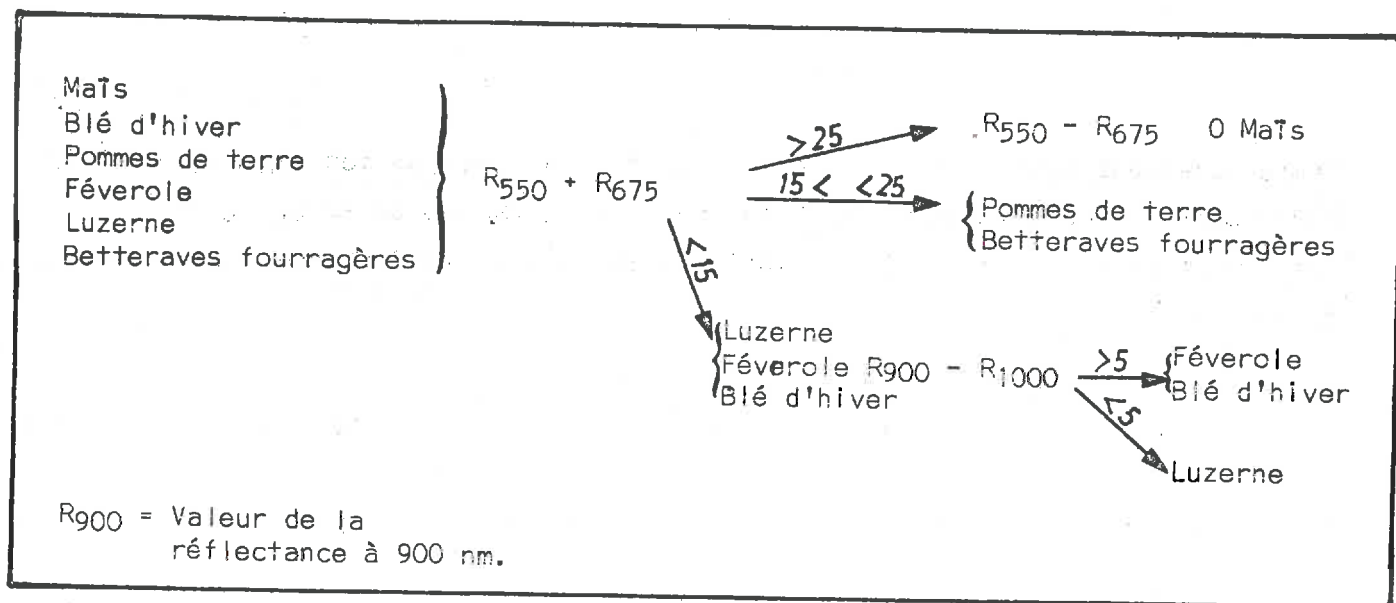 Maïs
Blé d'hiver
Pommes de terre
Féverole
Luzerne
Betteraves fourragères
R550 + R675
>25
R550 - R675 0 Maïs
15< <25
Pommes de terre
Betteraves fourragères
<15
Luzerne
Féverole R900 - R1000
Blé d'hiver
>5
Féverole
Blé d'hiver
<5
Luzerne
R900 = Valeur de la
réflectance à 900 nm.